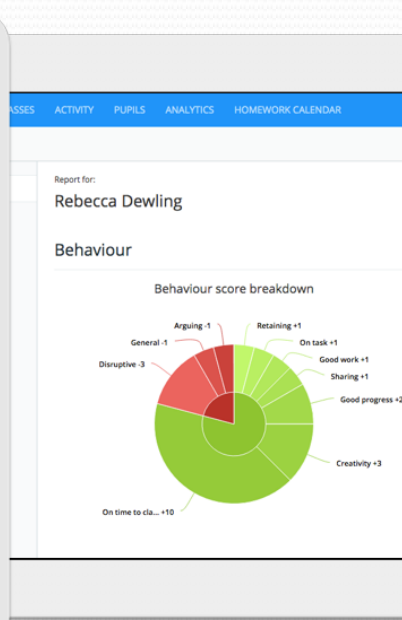 ASSES ACTIVITY PUPILS ANALYTICS HOMEWORK CALENDAR
Report for:
Rebecca Dewling
Behaviour
Behaviour score breakdown
Arguing -1 Retaining +1
General -1 On task +1
Good work +1
Disruptive -3
Sharing +1
Good progress +2
Creativity +3
On time to cla... +10